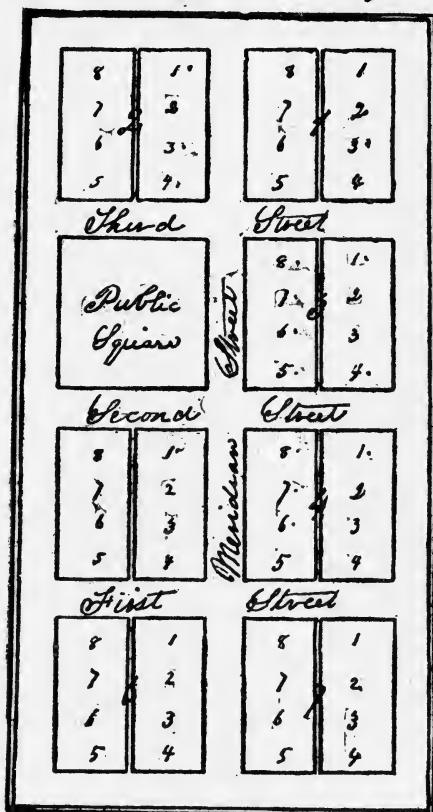 8 1 8 1
7 2 7 2
6 3 6 3
5 4 5 4
Third Street
Public
Square
8 1
7 2
6 3
5 4
Second Street
Meridian Street
8 1 8 1
7 2 7 2
6 3 6 3
5 4 5 4
First Street
8 1 8 1
7 2 7 2
6 3 6 3
5 4 5 4